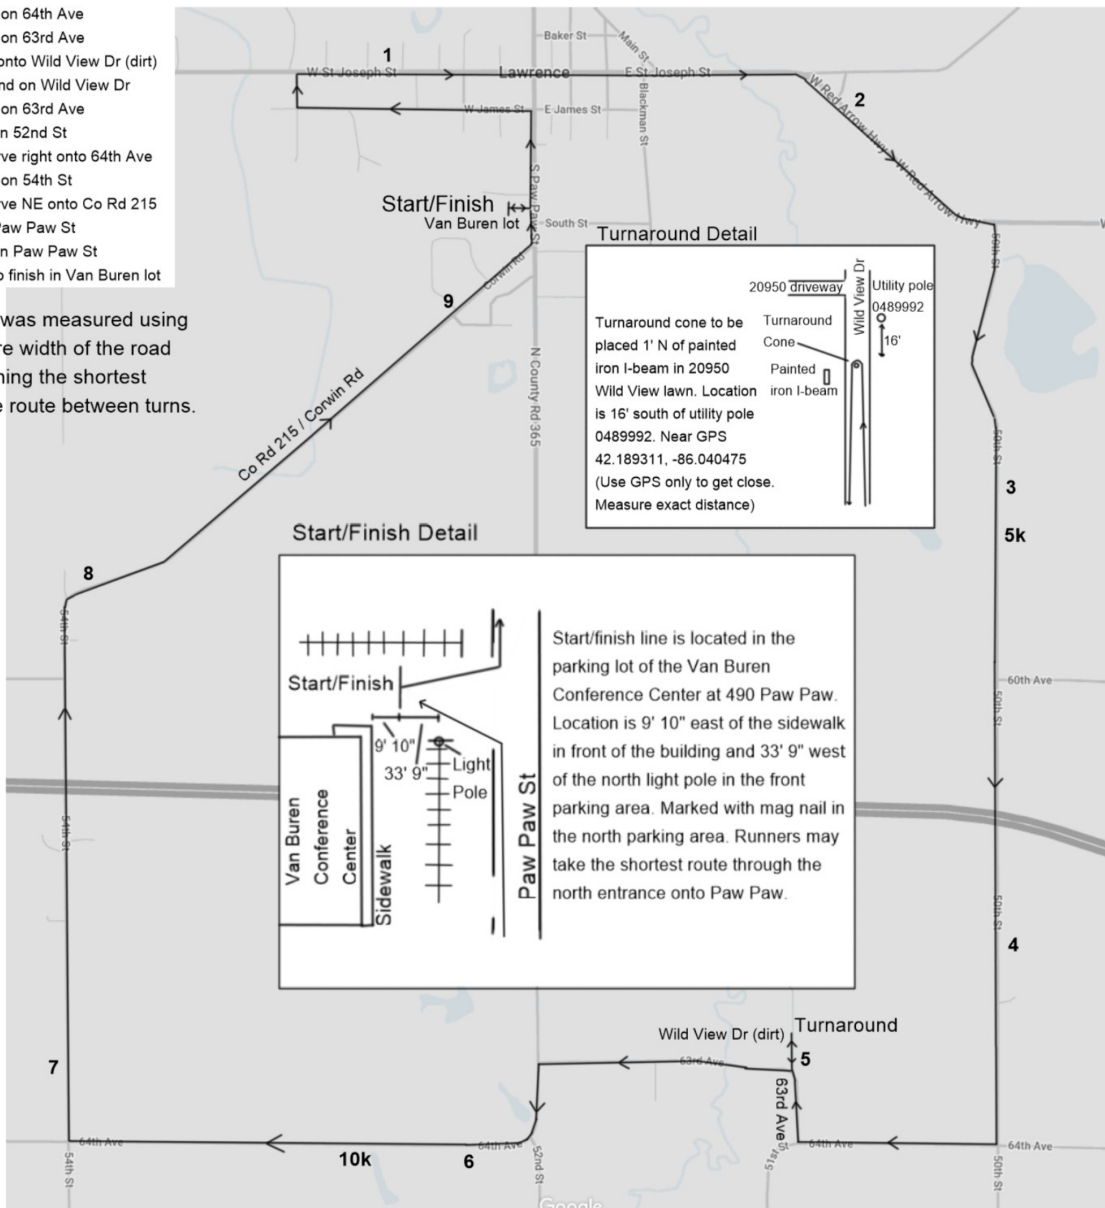 on 64th Ave
on 63rd Ave
onto Wild View Dr (dirt)
nd on Wild View Dr
on 63rd Ave
n 52nd St
ve right onto 64th Ave
on 54th St
ve NE onto Co Rd 215
aw Paw St
n Paw Paw St
o finish in Van Buren lot
was measured using
re width of the road
ning the shortest
e route between turns.
Baker St
Main St
1
W St Joseph St
Lawrence
E St Joseph St
W Red Arrow Hwy
2
W James St
E James St
Blackman St
W Red Arrow Hwy
S Paw Paw St
Start/Finish
Van Buren lot
South St
50th St
W
Corwin Rd
9
Co Rd 215 / Corwin Rd
N County Rd 365
Turnaround Detail
Turnaround cone to be
placed 1' N of painted
iron I-beam in 20950
Wild View lawn. Location
is 16' south of utility pole
0489992. Near GPS
42.189311, -86.040475
(Use GPS only to get close.
Measure exact distance)
20950 driveway
Wild View Dr
Utility pole
0489992
16'
Turnaround
Cone
Painted
iron I-beam
50th St
3
5k
Start/Finish Detail
Start/Finish
9' 10"
33' 9"
Light
Pole
Van Buren
Conference
Center
Sidewalk
Paw Paw St
Start/finish line is located in the
parking lot of the Van Buren
Conference Center at 490 Paw Paw.
Location is 9' 10" east of the sidewalk
in front of the building and 33' 9" west
of the north light pole in the front
parking area. Marked with mag nail in
the north parking area. Runners may
take the shortest route through the
north entrance onto Paw Paw.
8
54th St
60th Ave
50th St
54th St
50th St
4
Wild View Dr (dirt)
Turnaround
7
63rd Ave
5
63rd Ave
51st St
64th Ave
64th Ave
64th Ave
64th Ave
10k
6
54th St
52nd St
50th St
Google